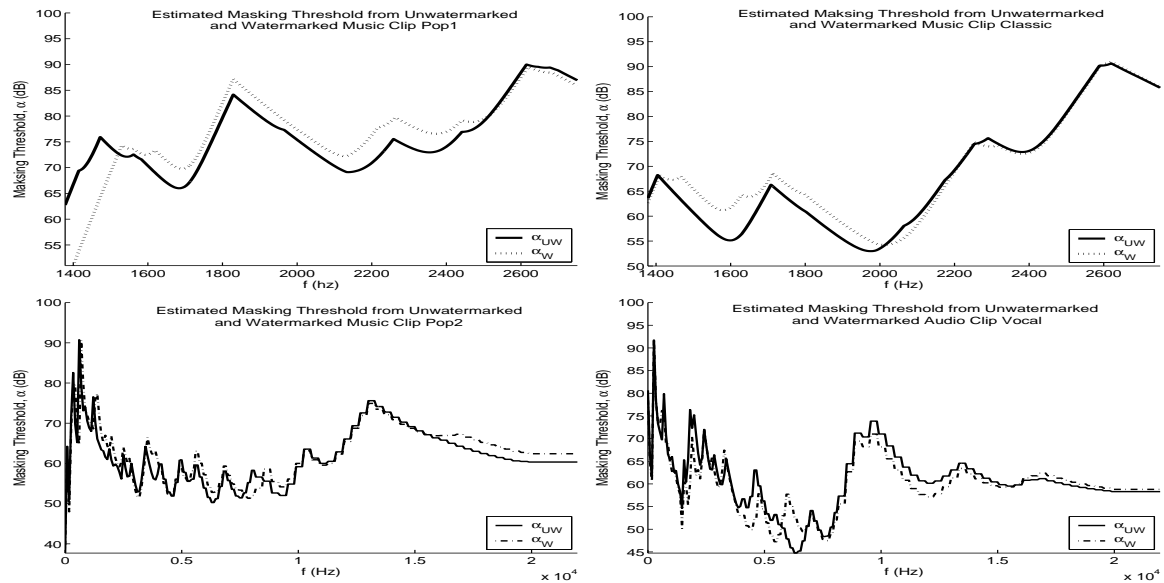 Estimated Masking Threshold from Unwatermarked
and Watermarked Music Clip Pop1
Maksing Threshold, α (dB)
100
95
90
85
80
75
70
65
60
55
1400 1600 1800 2000 2200 2400 2600
f (hz)
α_UW
α_W
Estimated Maksing Threshold from Unwatermarked
and Watermarked Music Clip Classic
Masking Threshold, α (dB)
100
95
90
85
80
75
70
65
60
55
50
1400 1600 1800 2000 2200 2400 2600
f (Hz)
α_UW
α_W
Estimated Masking Threshold from Unwatermarked
and Watermarked Music Clip Pop2
Masking Threshold, α (dB)
100
90
80
70
60
50
40
0 0.5 1 1.5 2
f (Hz)
x 10⁴
α_UW
α_W
Estimated Masking Threshold from Unwatermarked
and Watermarked Audio Clip Vocal
Masking Threshold, α (dB)
100
95
90
85
80
75
70
65
60
55
50
45
0 0.5 1 1.5 2
f (Hz)
x 10⁴
α_UW
α_W